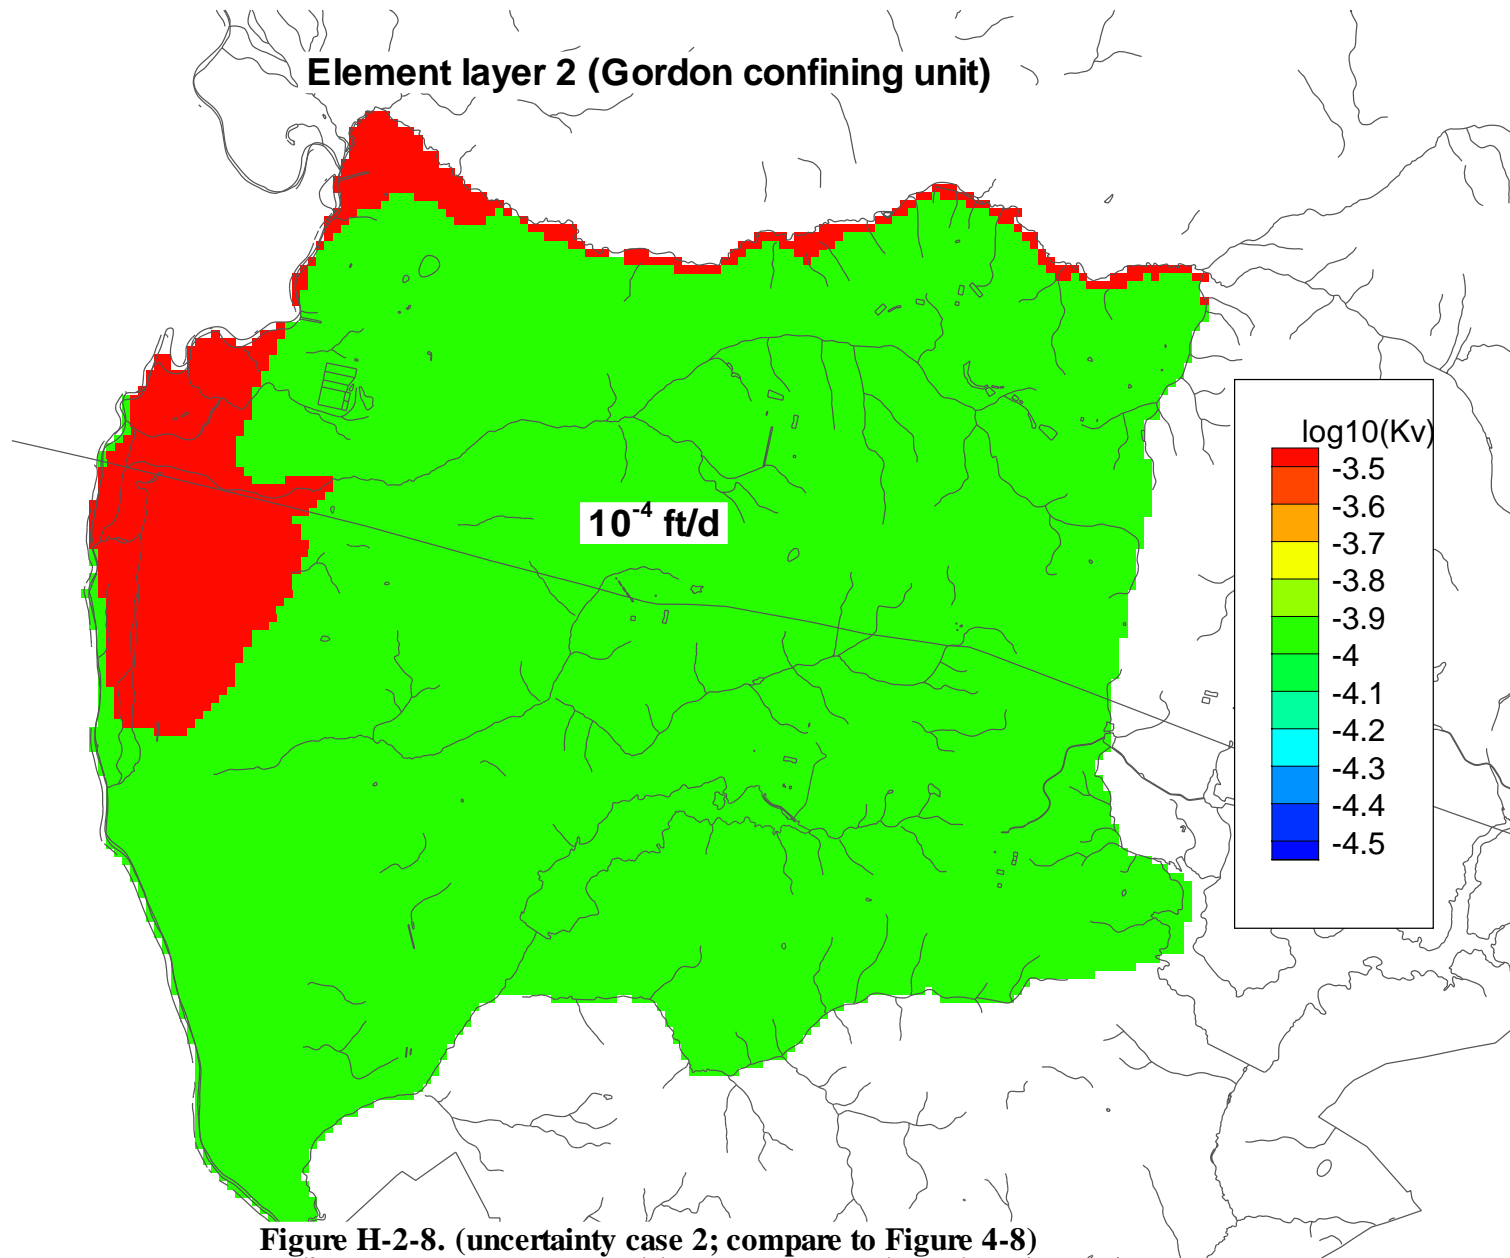 Element layer 2 (Gordon confining unit)
log10(Kv)
-3.5
-3.6
-3.7
-3.8
-3.9
-4
-4.1
-4.2
-4.3
-4.4
-4.5
10⁻⁴ ft/d
Figure H-2-8. (uncertainty case 2; compare to Figure 4-8)